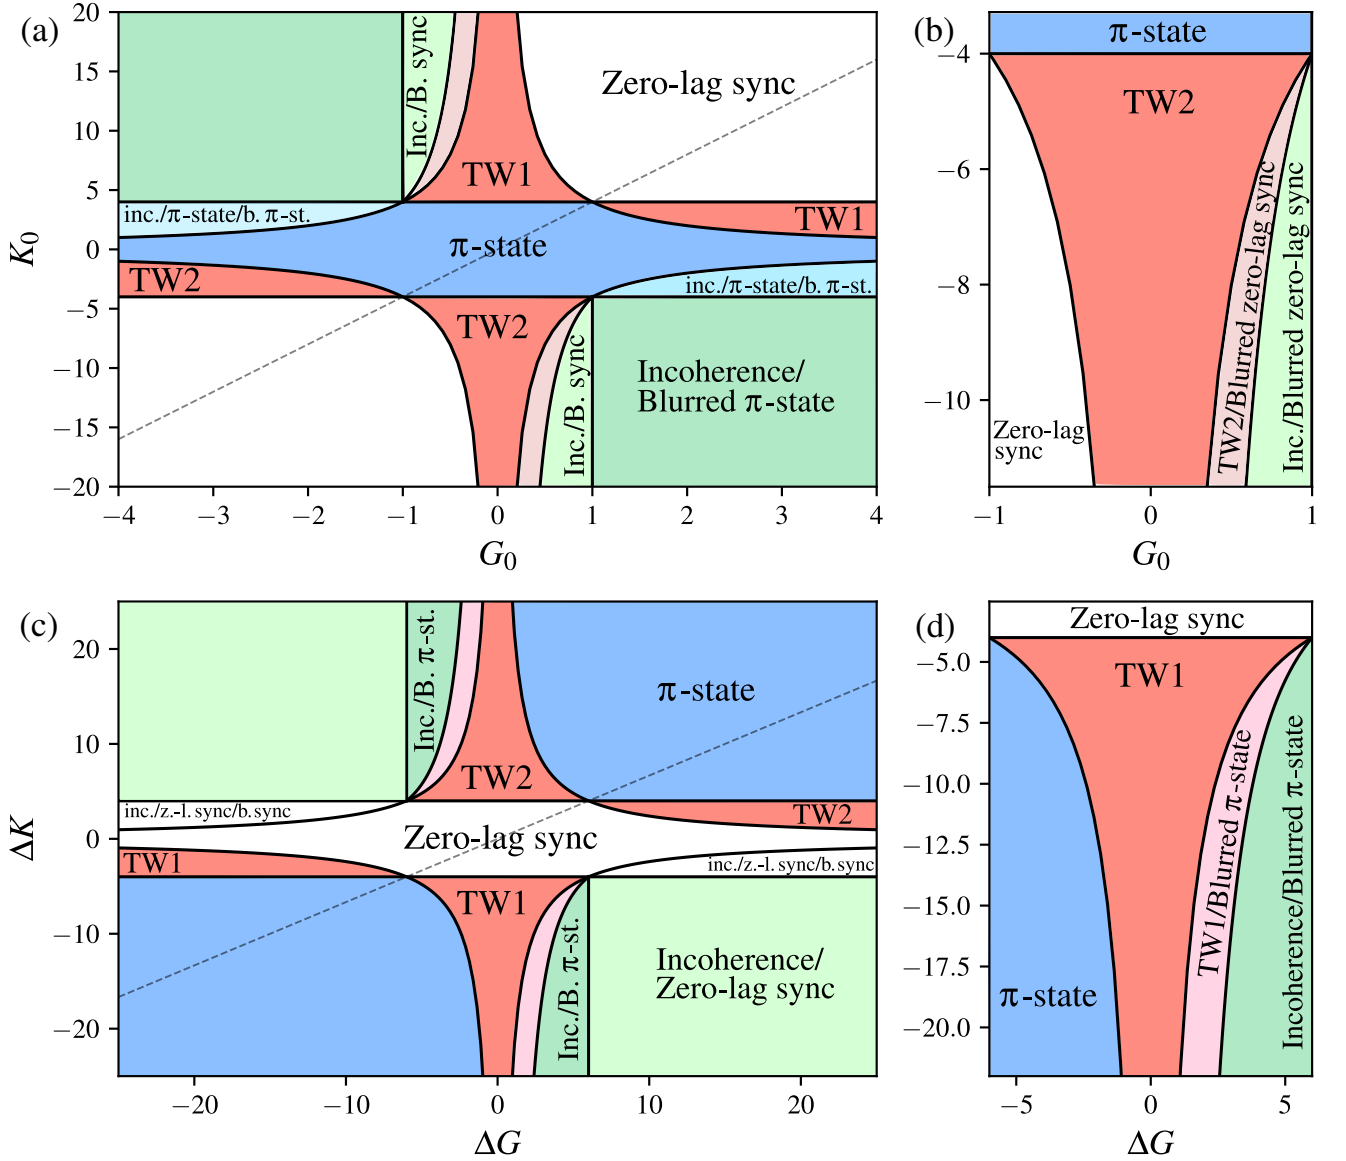 (a)
20
15
10
5
0
−5
−10
−15
−20
K₀
−4
−3
−2
−1
0
1
2
3
4
G₀
Inc./B. sync
Zero-lag sync
TW1
inc./π-state/b. π-st.
TW1
π-state
TW2
inc./π-state/b. π-st.
TW2
Inc./B. sync
Incoherence/
Blurred π-state
(b)
−4
−6
−8
−10
−1
0
1
G₀
π-state
TW2
TW2/Blurred zero-lag sync
Inc./Blurred zero-lag sync
Zero-lag
sync
(c)
20
10
0
−10
−20
ΔK
−20
−10
0
10
20
ΔG
Inc./B. π-st.
π-state
TW2
inc./z.-l. sync/b.sync
TW2
Zero-lag sync
TW1
inc./z.-l. sync/b.sync
TW1
Inc./B. π-st.
Incoherence/
Zero-lag sync
(d)
−5.0
−7.5
−10.0
−12.5
−15.0
−17.5
−20.0
−5
0
5
ΔG
Zero-lag sync
TW1
TW1/Blurred π-state
Incoherence/Blurred π-state
π-state